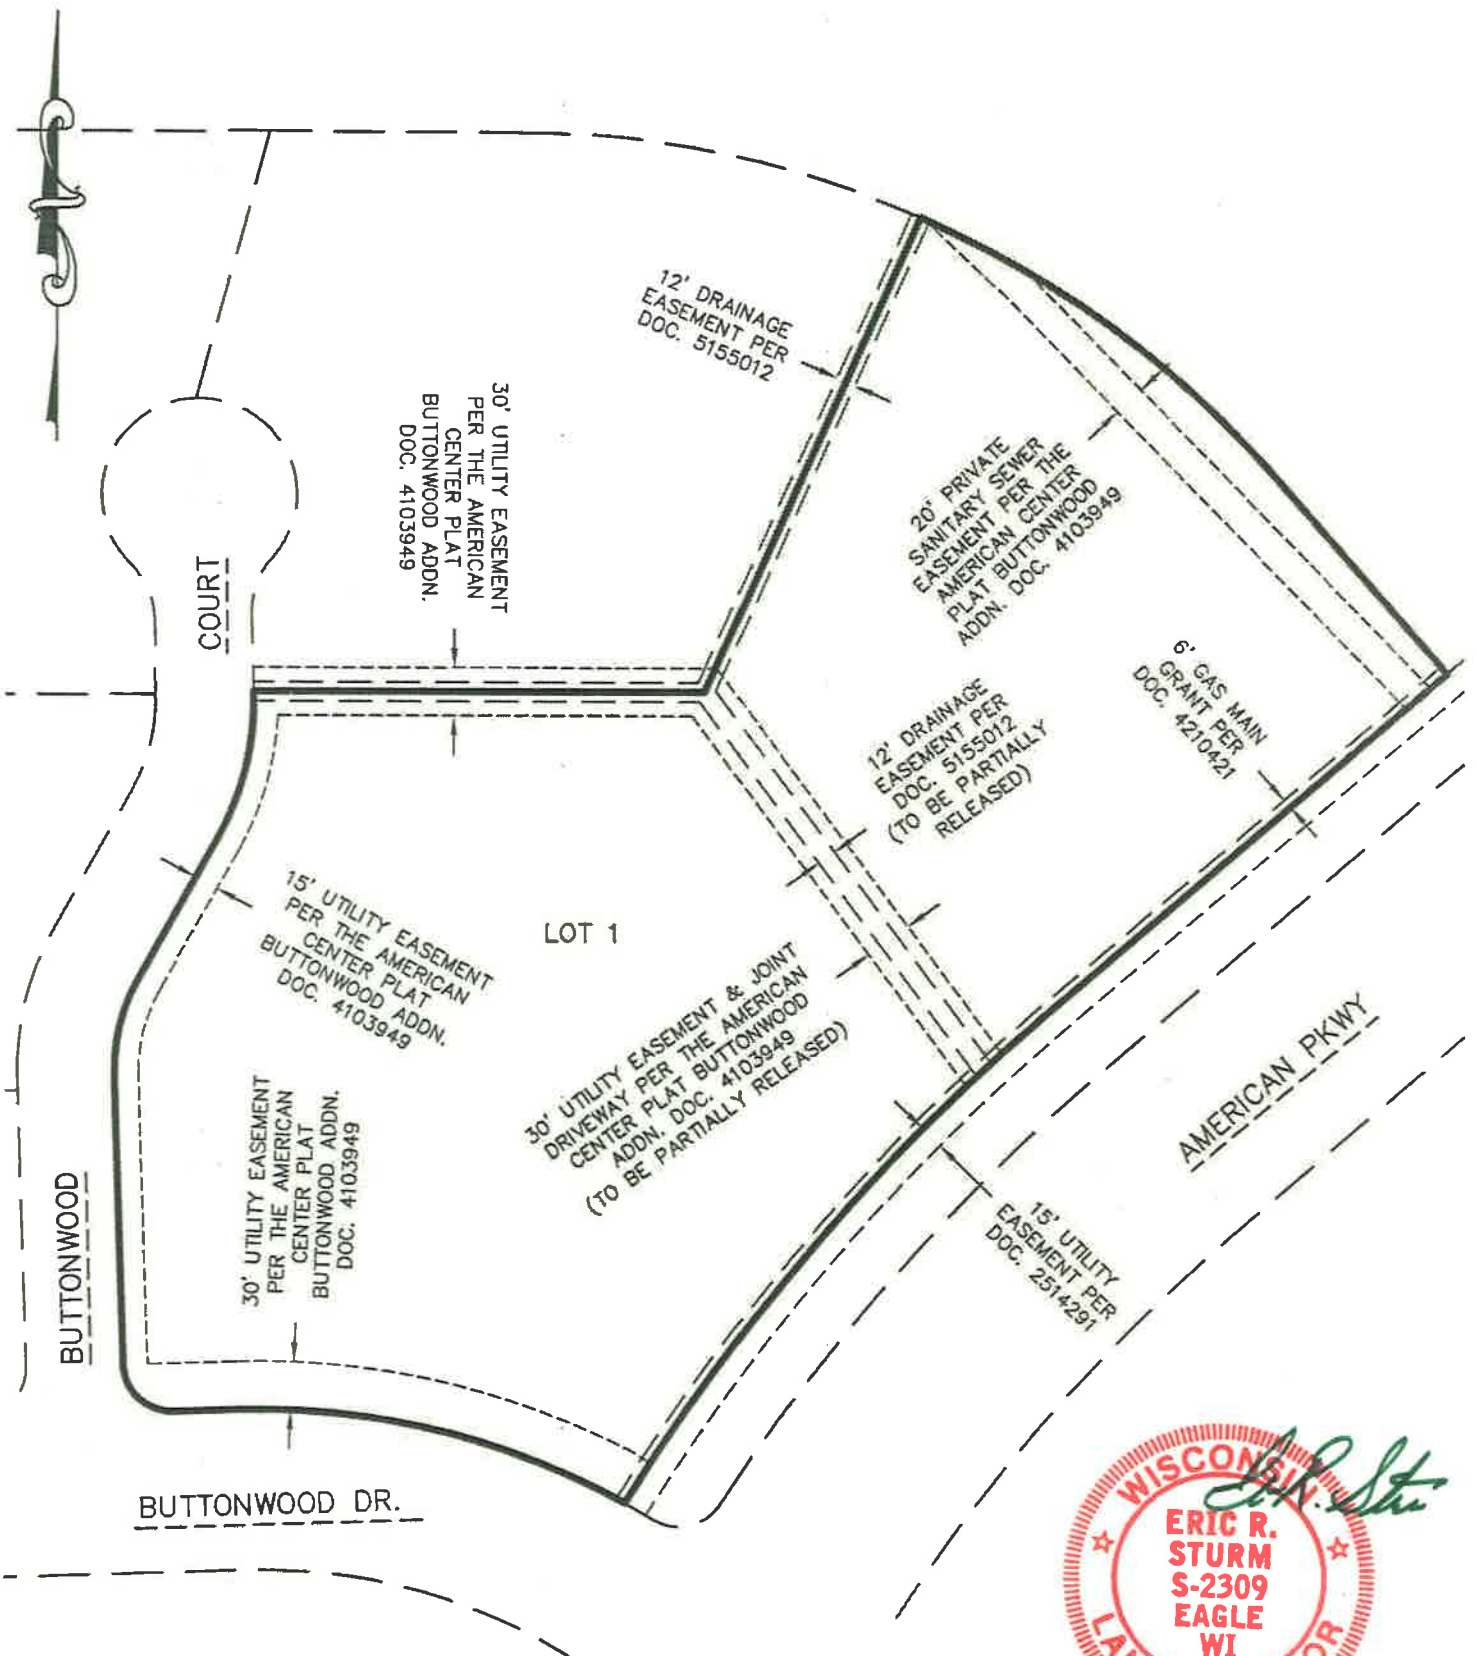 12' DRAINAGE
EASEMENT PER
DOC. 5155012
30' UTILITY EASEMENT
PER THE AMERICAN
CENTER PLAT
BUTTONWOOD ADDN.
DOC. 4103949
20' PRIVATE
SANITARY SEWER
EASEMENT PER THE
AMERICAN CENTER
PLAT BUTTONWOOD
ADDN. DOC. 4103949
COURT
6' GAS MAIN
GRANT PER
DOC. 4210421
12' DRAINAGE
EASEMENT PER
DOC. 5155012
(TO BE PARTIALLY
RELEASED)
15' UTILITY EASEMENT
PER THE AMERICAN
CENTER PLAT
BUTTONWOOD ADDN.
DOC. 4103949
LOT 1
30' UTILITY EASEMENT & JOINT
DRIVEWAY PER THE AMERICAN
CENTER PLAT BUTTONWOOD
ADDN. DOC. 4103949
(TO BE PARTIALLY RELEASED)
AMERICAN PKWY
30' UTILITY EASEMENT
PER THE AMERICAN
CENTER PLAT
BUTTONWOOD ADDN.
DOC. 4103949
BUTTONWOOD
15' UTILITY
EASEMENT PER
DOC. 2514291
BUTTONWOOD DR.
WISCONSIN
ERIC R.
STURM
S-2309
EAGLE
WI